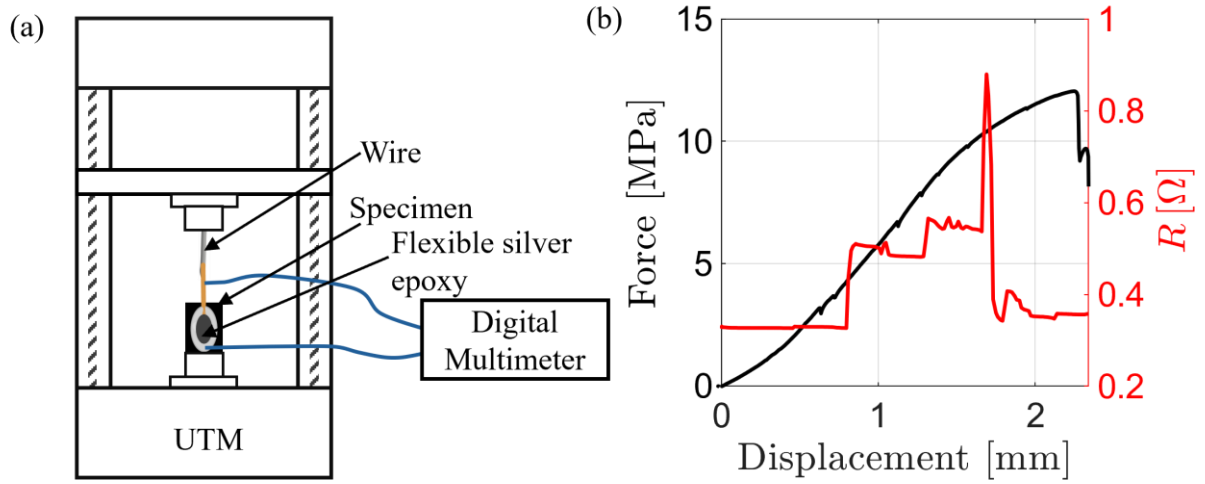 (a)
Wire
Specimen
Flexible silver
epoxy
Digital
Multimeter
UTM
(b)
15
10
5
0
Force [MPa]
0
1
2
Displacement [mm]
1
0.8
0.6
0.4
0.2
R [Ω]